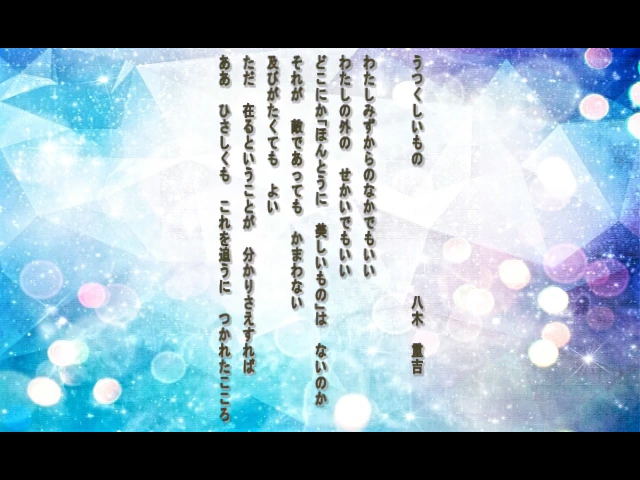 うつくしいもの　　　　　　八木　重吉
わたしみずからのなかでもいい
わたしの外の　せかいでもいい
どこにか「ほんとうに　美しいもの」は　ないのか
それが　敵であっても　かまわない
及びがたくても　よい
ただ　在るということが　分かりさえすれば
ああ　ひさしくも　これを追うに　つかれたこころ